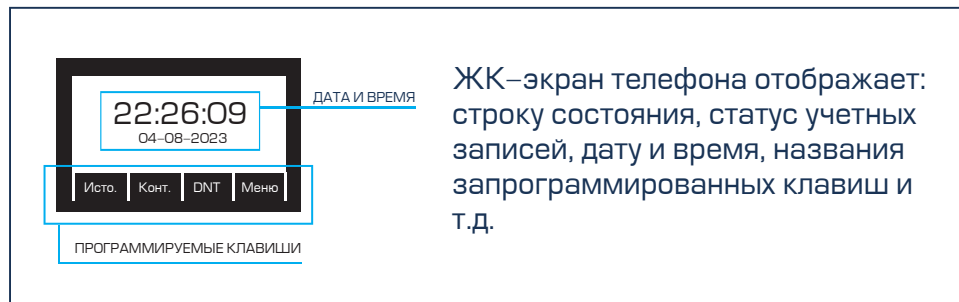 22:26:09
04-08-2023
Исто. Конт. DNT Меню
ДАТА И ВРЕМЯ
ПРОГРАММИРУЕМЫЕ КЛАВИШИ
ЖК-экран телефона отображает:
строку состояния, статус учетных
записей, дату и время, названия
запрограммированных клавиш и
т.д.